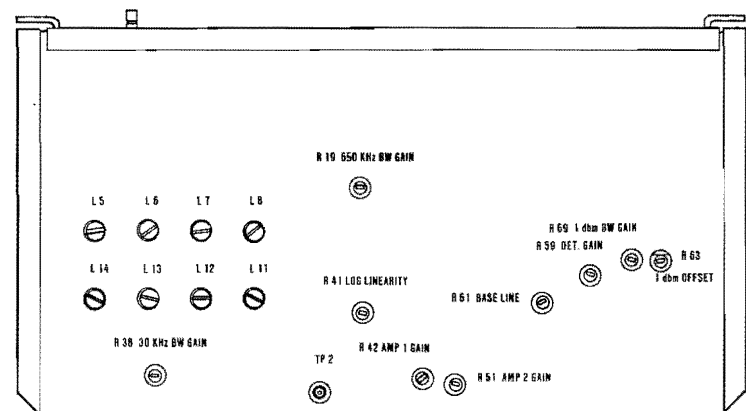 R 19 650 KHz BW GAIN
L 5 L 6 L 7 L 8
R 69 1 dbm BW GAIN
R 59 DET. GAIN
R 63
1 dbm OFFSET
L 14 L 13 L 12 L 11
R 41 LOG LINEARITY
R 61 BASE LINE
R 38 30 KHz BW GAIN
TP 2
R 42 AMP 1 GAIN
R 51 AMP 2 GAIN